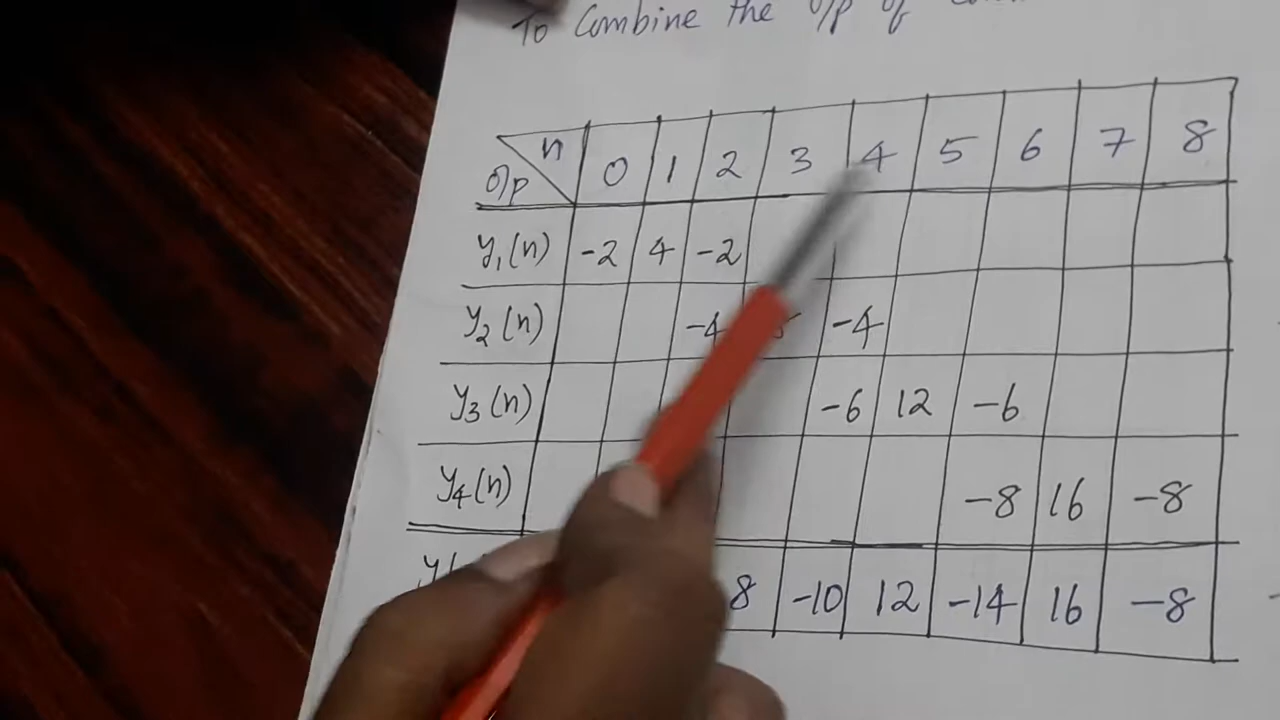 To Combine the o/p of
n
o/p 0 1 2 3 4 5 6 7 8
y₁(n) -2 4 -2
y₂(n) -4 -4
y₃(n) -6 12 -6
y₄(n) -8 16 -8
8 -10 12 -14 16 -8